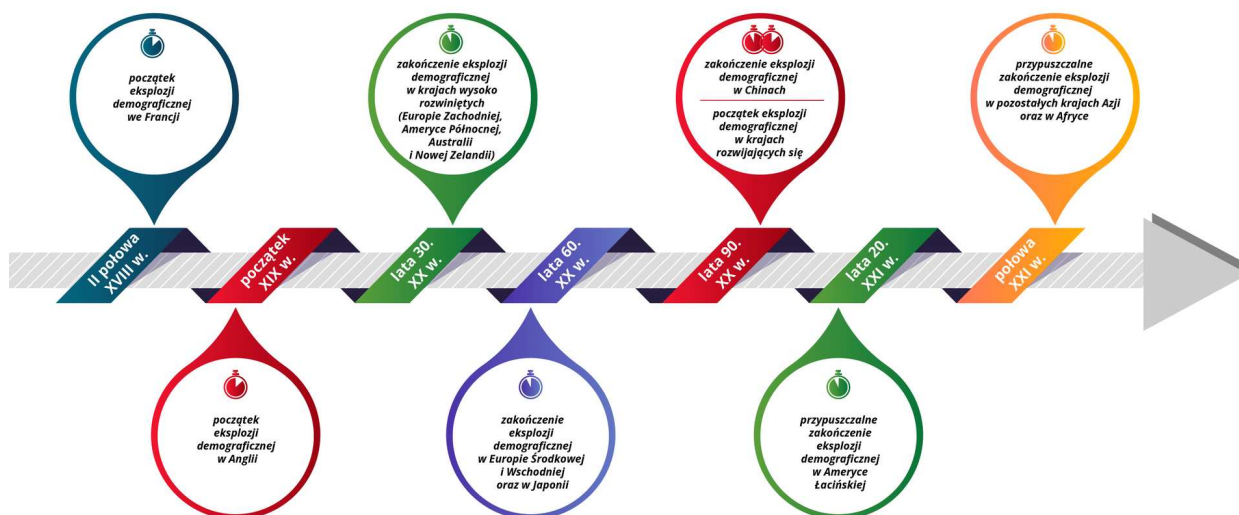 początek
eksplozji
demograficznej
we Francji
zakończenie eksplozji
demograficznej
w krajach wysoko
rozwiniętych
(Europie Zachodniej,
Ameryce Północnej,
Australii
i Nowej Zelandii)
zakończenie eksplozji
demograficznej
w Chinach
początek eksplozji
demograficznej
w krajach
rozwijających się
przypuszczalne
zakończenie eksplozji
demograficznej
w pozostałych krajach Azji
oraz w Afryce
II połowa
XVIII w.
początek
XIX w.
lata 30.
XX w.
lata 60.
XX w.
lata 90.
XX w.
lata 20.
XXI w.
połowa
XXI w.
początek
eksplozji
demograficznej
w Anglii
zakończenie
eksplozji
demograficznej
w Europie Środkowej
i Wschodniej
oraz w Japonii
przypuszczalne
zakończenie
eksplozji
demograficznej
w Ameryce
Łacińskiej